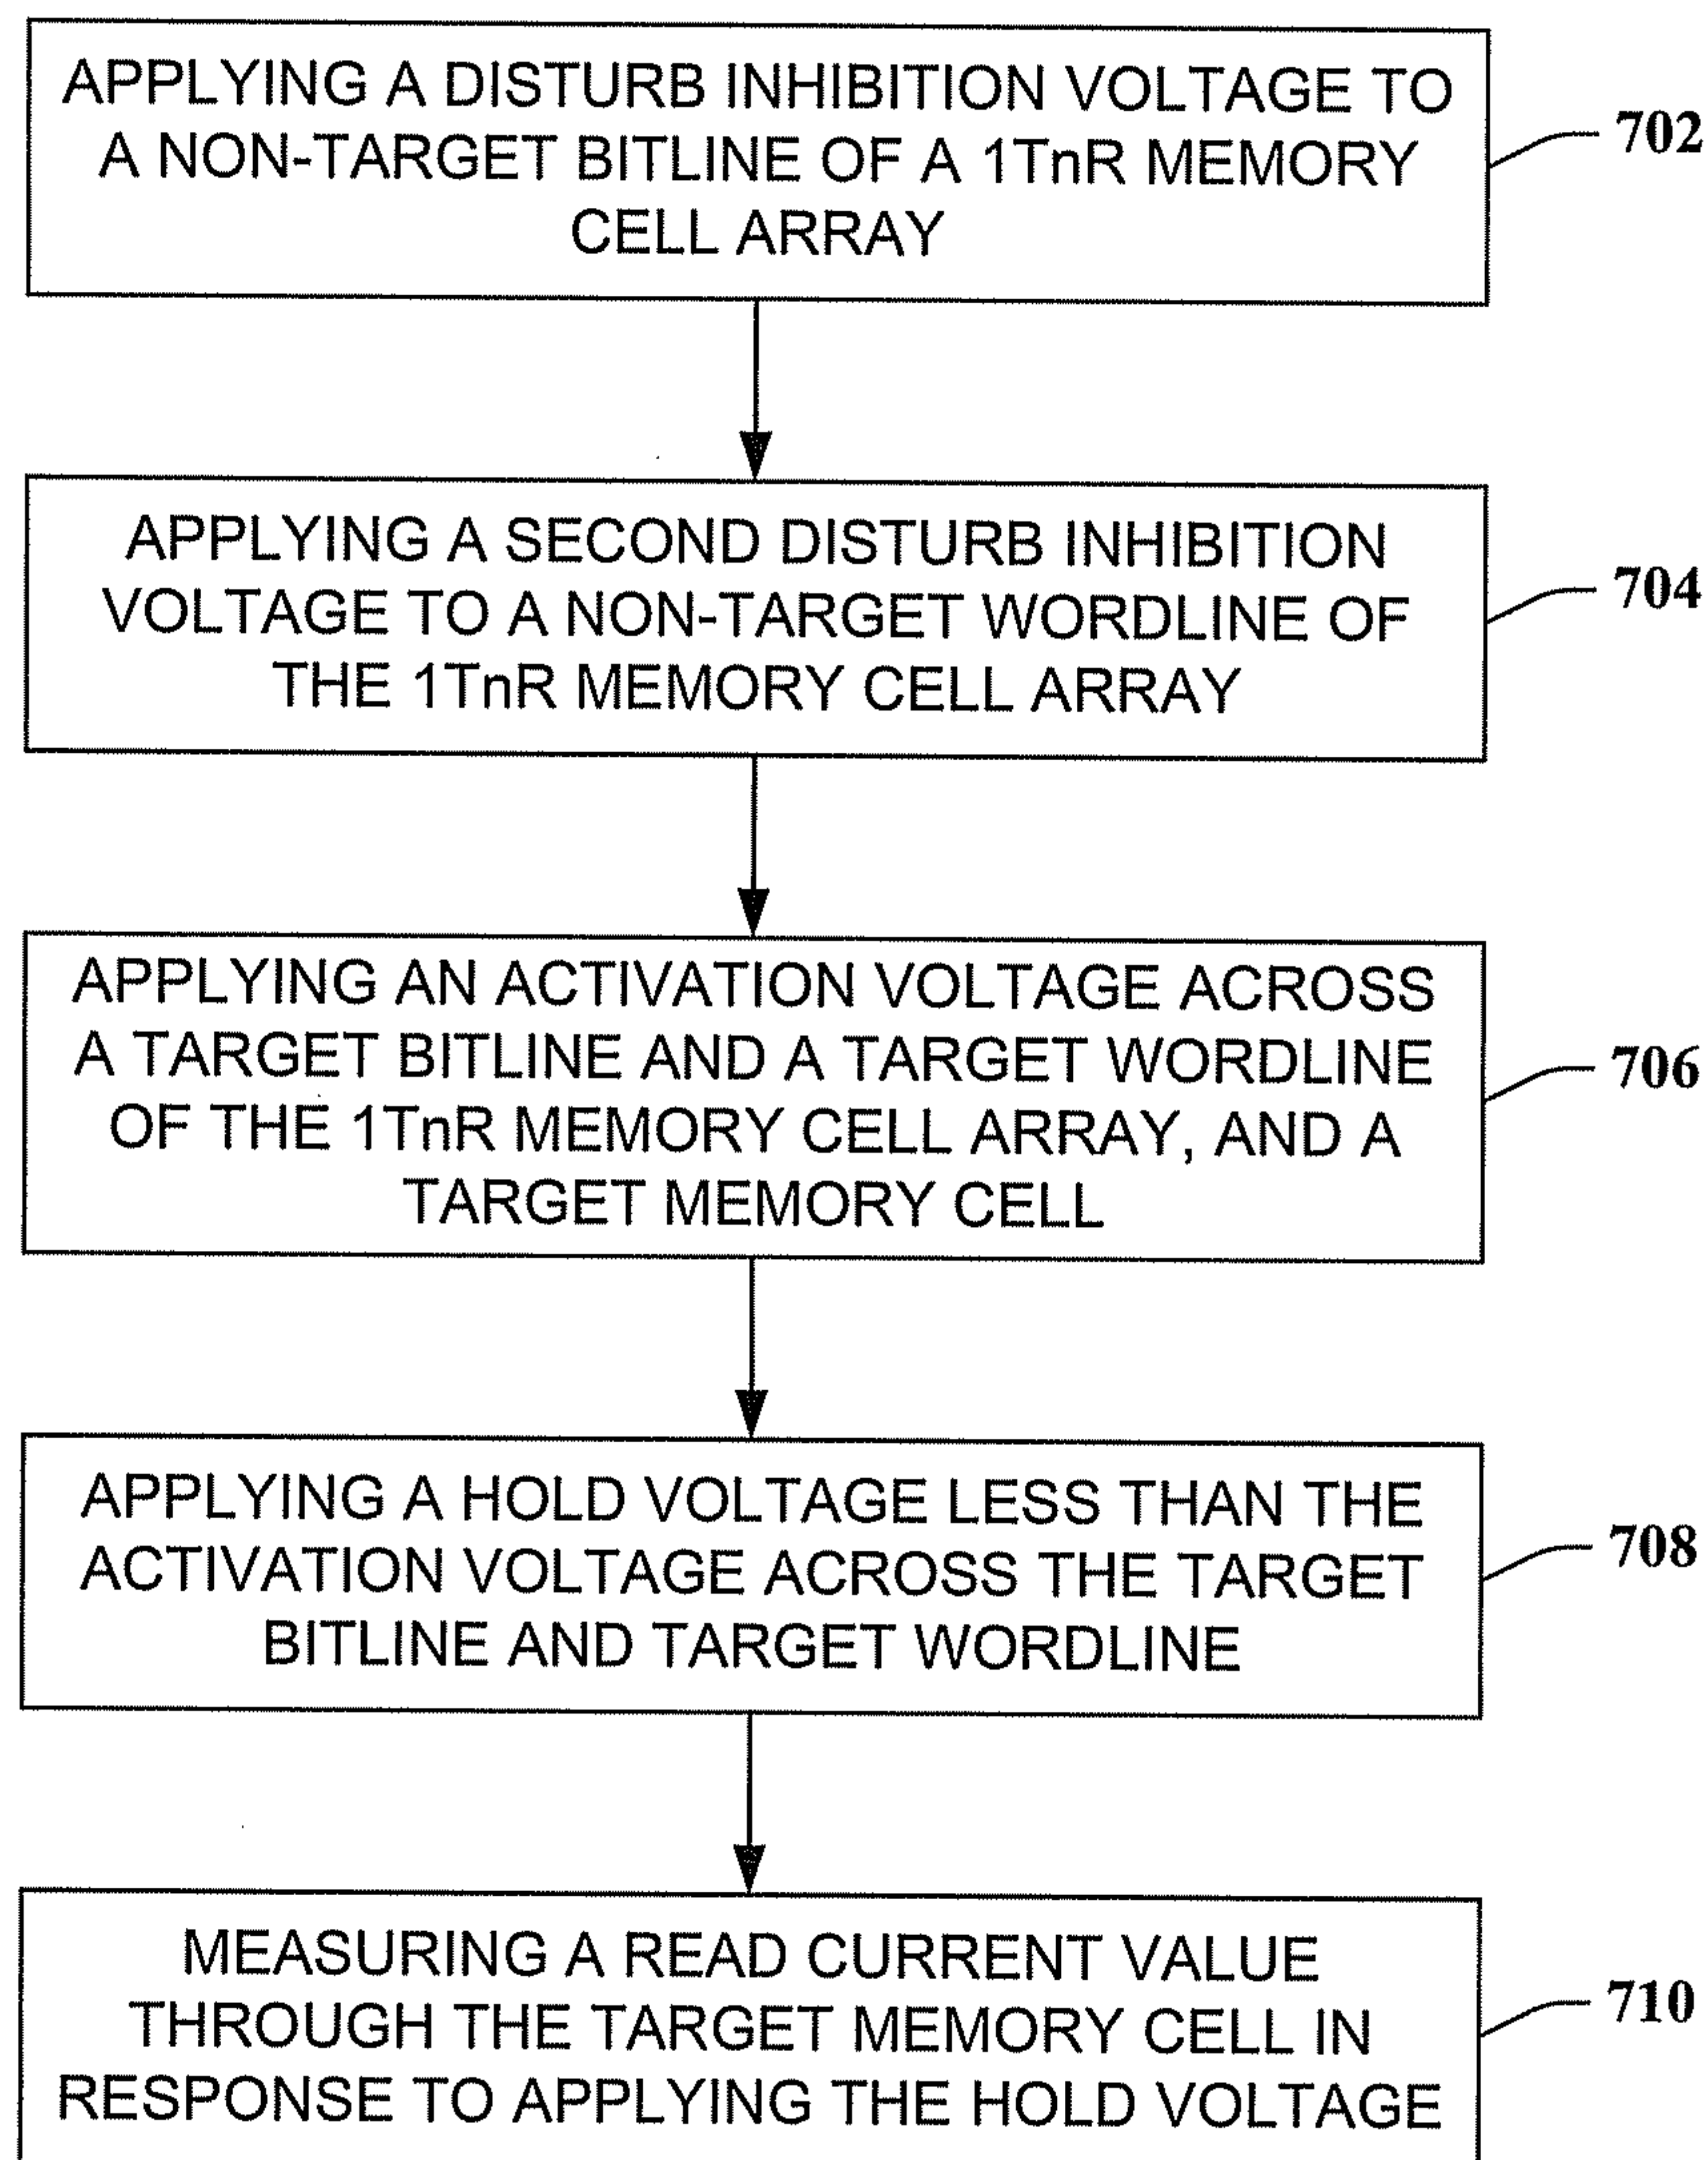 APPLYING A DISTURB INHIBITION VOLTAGE TO
A NON-TARGET BITLINE OF A 1TnR MEMORY
CELL ARRAY
702
APPLYING A SECOND DISTURB INHIBITION
VOLTAGE TO A NON-TARGET WORDLINE OF
THE 1TnR MEMORY CELL ARRAY
704
APPLYING AN ACTIVATION VOLTAGE ACROSS
A TARGET BITLINE AND A TARGET WORDLINE
OF THE 1TnR MEMORY CELL ARRAY, AND A
TARGET MEMORY CELL
706
APPLYING A HOLD VOLTAGE LESS THAN THE
ACTIVATION VOLTAGE ACROSS THE TARGET
BITLINE AND TARGET WORDLINE
708
MEASURING A READ CURRENT VALUE
THROUGH THE TARGET MEMORY CELL IN
RESPONSE TO APPLYING THE HOLD VOLTAGE
710